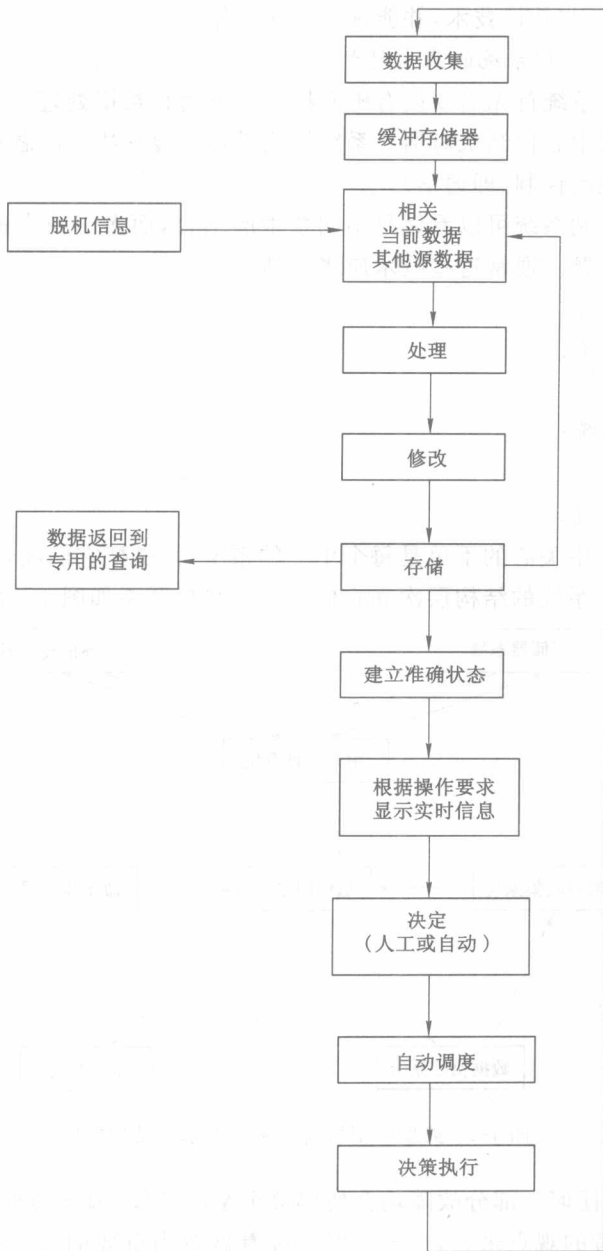 数据收集
缓冲存储器
脱机信息
相关
当前数据
其他源数据
处理
修改
数据返回到
专用的查询
存储
建立准确状态
根据操作要求
显示实时信息
决定
（人工或自动）
自动调度
决策执行